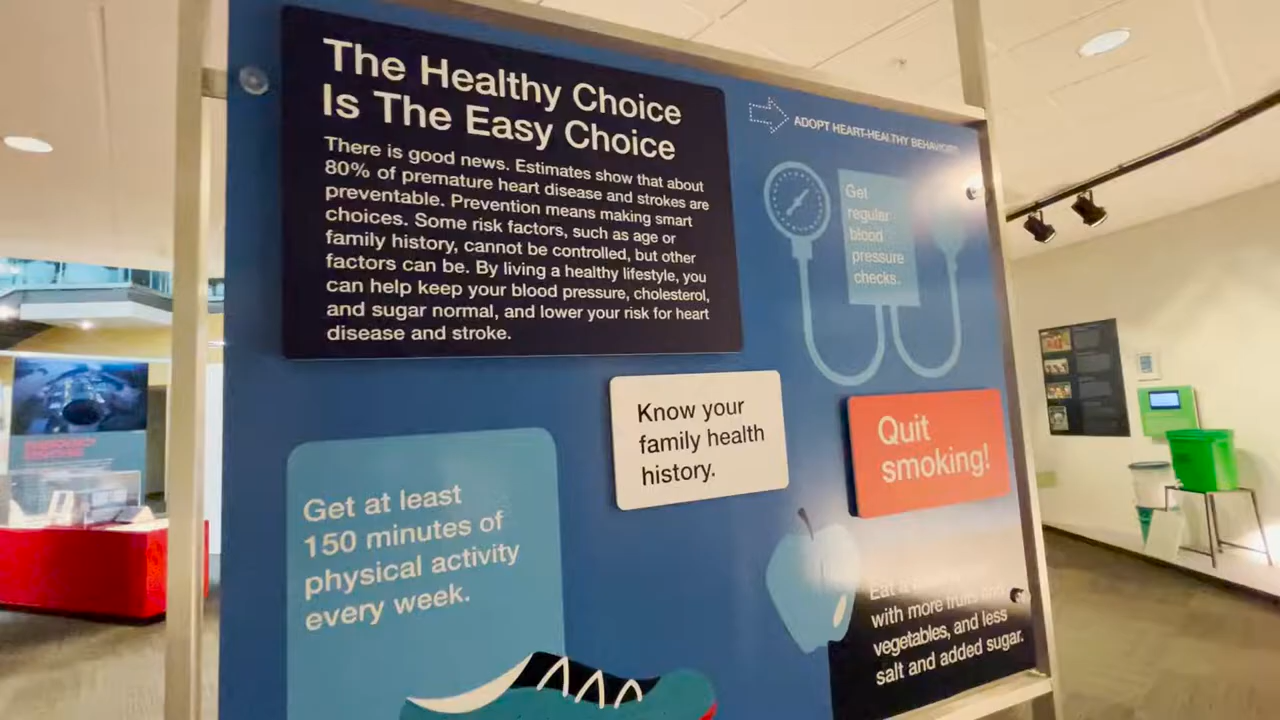 The Healthy Choice
Is The Easy Choice
There is good news. Estimates show that about
80% of premature heart disease and strokes are
preventable. Prevention means making smart
choices. Some risk factors, such as age or
family history, cannot be controlled, but other
factors can be. By living a healthy lifestyle, you
can help keep your blood pressure, cholesterol,
and sugar normal, and lower your risk for heart
disease and stroke.
ADOPT HEART-HEALTHY BEHAVIORS
Get
regular
blood
pressure
checks.
Know your
family health
history.
Quit
smoking!
Get at least
150 minutes of
physical activity
every week.
Eat
with more fruits and
vegetables, and less
salt and added sugar.